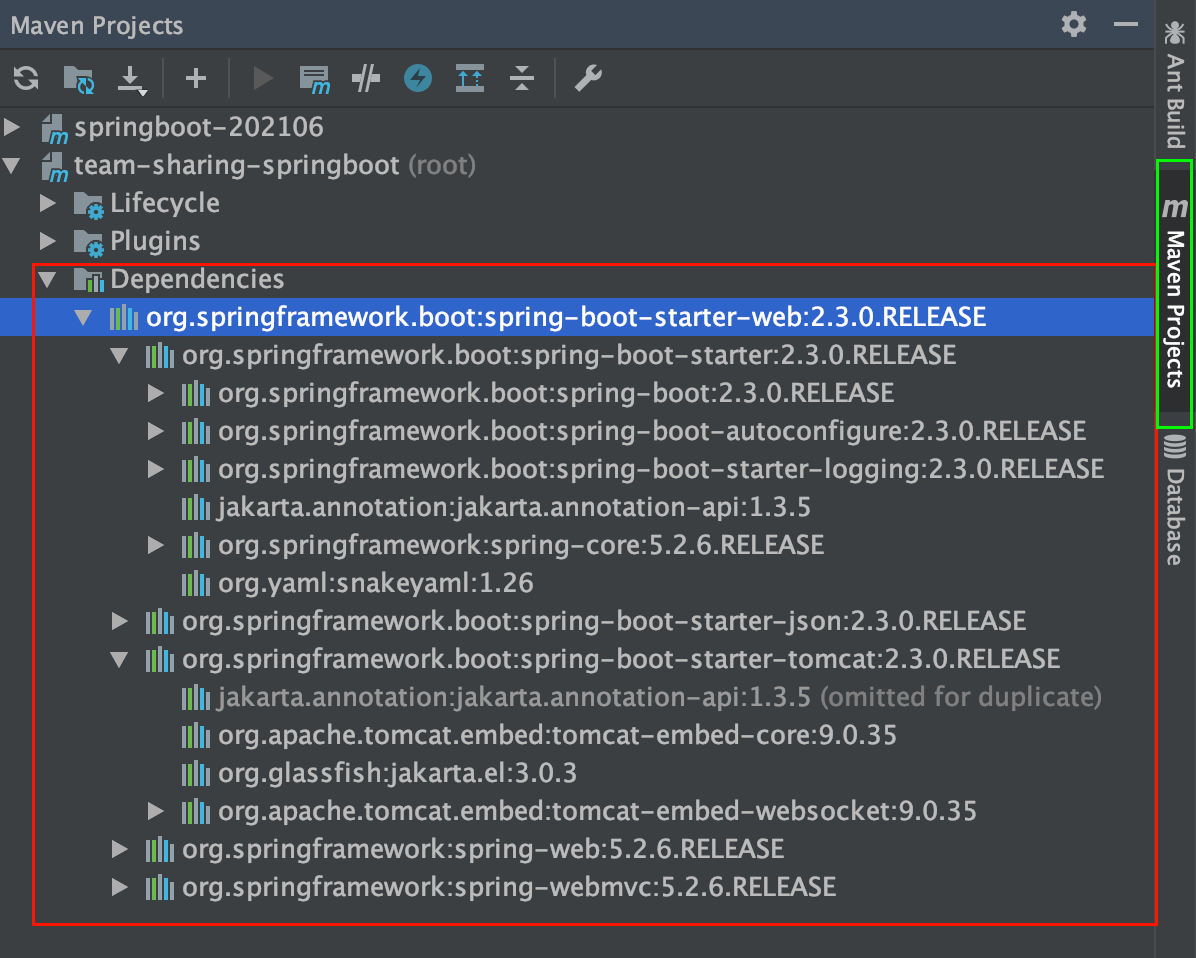 Maven Projects
springboot-202106
team-sharing-springboot (root)
Lifecycle
Plugins
Dependencies
org.springframework.boot:spring-boot-starter-web:2.3.0.RELEASE
org.springframework.boot:spring-boot-starter:2.3.0.RELEASE
org.springframework.boot:spring-boot:2.3.0.RELEASE
org.springframework.boot:spring-boot-autoconfigure:2.3.0.RELEASE
org.springframework.boot:spring-boot-starter-logging:2.3.0.RELEASE
jakarta.annotation:jakarta.annotation-api:1.3.5
org.springframework:spring-core:5.2.6.RELEASE
org.yaml:snakeyaml:1.26
org.springframework.boot:spring-boot-starter-json:2.3.0.RELEASE
org.springframework.boot:spring-boot-starter-tomcat:2.3.0.RELEASE
jakarta.annotation:jakarta.annotation-api:1.3.5 (omitted for duplicate)
org.apache.tomcat.embed:tomcat-embed-core:9.0.35
org.glassfish:jakarta.el:3.0.3
org.apache.tomcat.embed:tomcat-embed-websocket:9.0.35
org.springframework:spring-web:5.2.6.RELEASE
org.springframework:spring-webmvc:5.2.6.RELEASE
Ant Build
m Maven Projects
Database